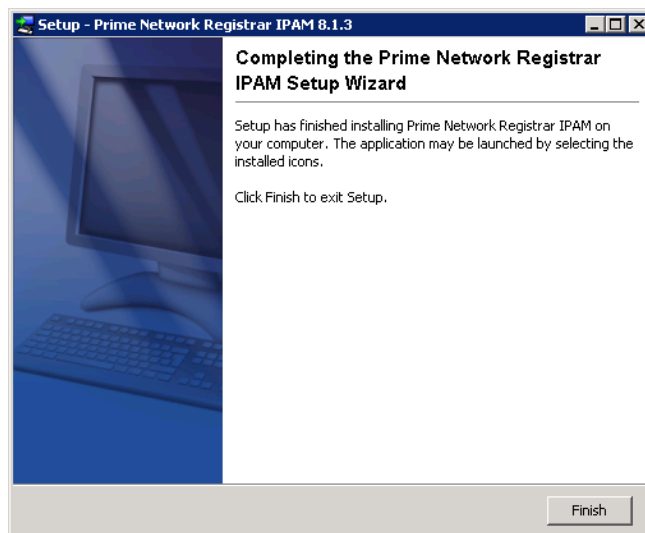 Setup - Prime Network Registrar IPAM 8.1.3
Completing the Prime Network Registrar
IPAM Setup Wizard
Setup has finished installing Prime Network Registrar IPAM on
your computer. The application may be launched by selecting the
installed icons.
Click Finish to exit Setup.
Finish